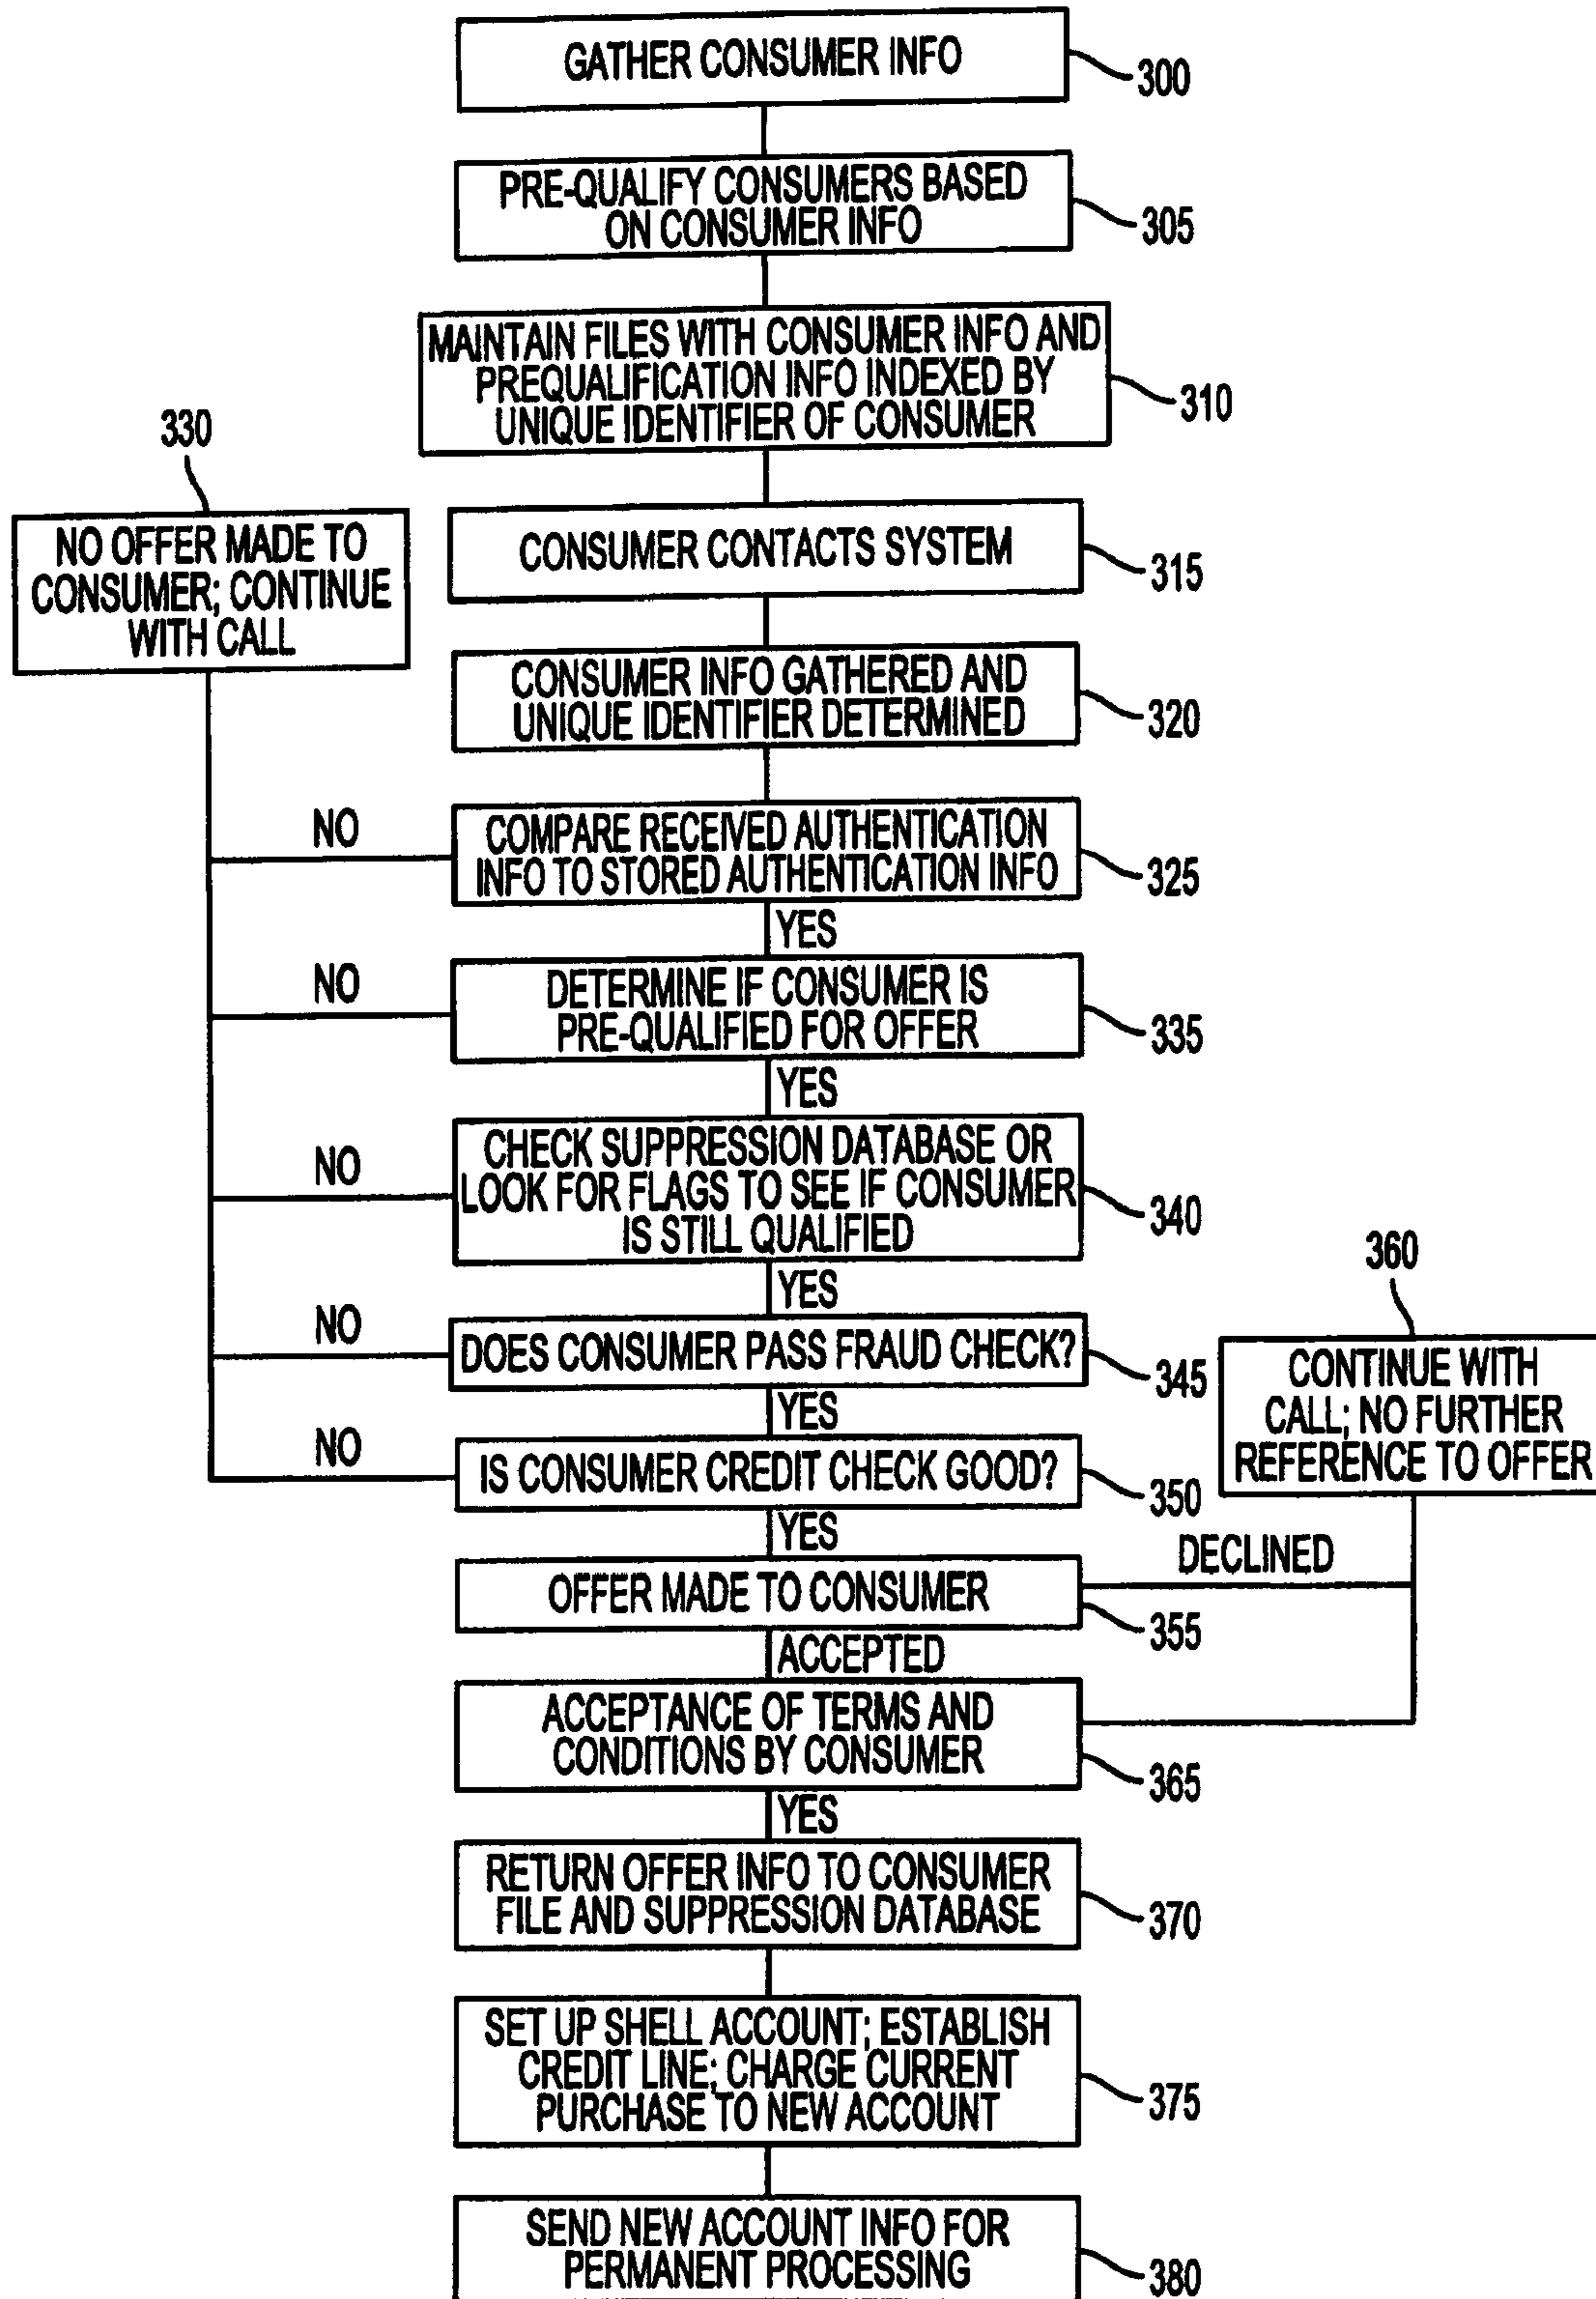 GATHER CONSUMER INFO
300
PRE-QUALIFY CONSUMERS BASED
ON CONSUMER INFO
305
MAINTAIN FILES WITH CONSUMER INFO AND
PREQUALIFICATION INFO INDEXED BY
UNIQUE IDENTIFIER OF CONSUMER
310
330
NO OFFER MADE TO
CONSUMER; CONTINUE
WITH CALL
CONSUMER CONTACTS SYSTEM
315
CONSUMER INFO GATHERED AND
UNIQUE IDENTIFIER DETERMINED
320
NO
COMPARE RECEIVED AUTHENTICATION
INFO TO STORED AUTHENTICATION INFO
325
YES
NO
DETERMINE IF CONSUMER IS
PRE-QUALIFIED FOR OFFER
335
YES
NO
CHECK SUPPRESSION DATABASE OR
LOOK FOR FLAGS TO SEE IF CONSUMER
IS STILL QUALIFIED
340
YES
NO
DOES CONSUMER PASS FRAUD CHECK?
345
YES
NO
IS CONSUMER CREDIT CHECK GOOD?
350
YES
360
CONTINUE WITH
CALL; NO FURTHER
REFERENCE TO OFFER
OFFER MADE TO CONSUMER
355
DECLINED
ACCEPTED
ACCEPTANCE OF TERMS AND
CONDITIONS BY CONSUMER
365
YES
RETURN OFFER INFO TO CONSUMER
FILE AND SUPPRESSION DATABASE
370
SET UP SHELL ACCOUNT; ESTABLISH
CREDIT LINE; CHARGE CURRENT
PURCHASE TO NEW ACCOUNT
375
SEND NEW ACCOUNT INFO FOR
PERMANENT PROCESSING
380